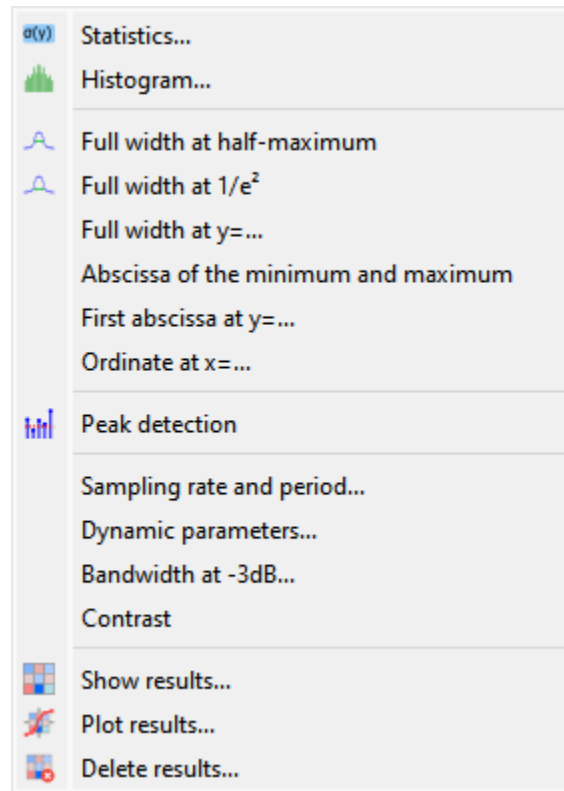 σ(y) Statistics...
Histogram...
Full width at half-maximum
Full width at 1/e²
Full width at y=...
Abscissa of the minimum and maximum
First abscissa at y=...
Ordinate at x=...
Peak detection
Sampling rate and period...
Dynamic parameters...
Bandwidth at -3dB...
Contrast
Show results...
Plot results...
Delete results...